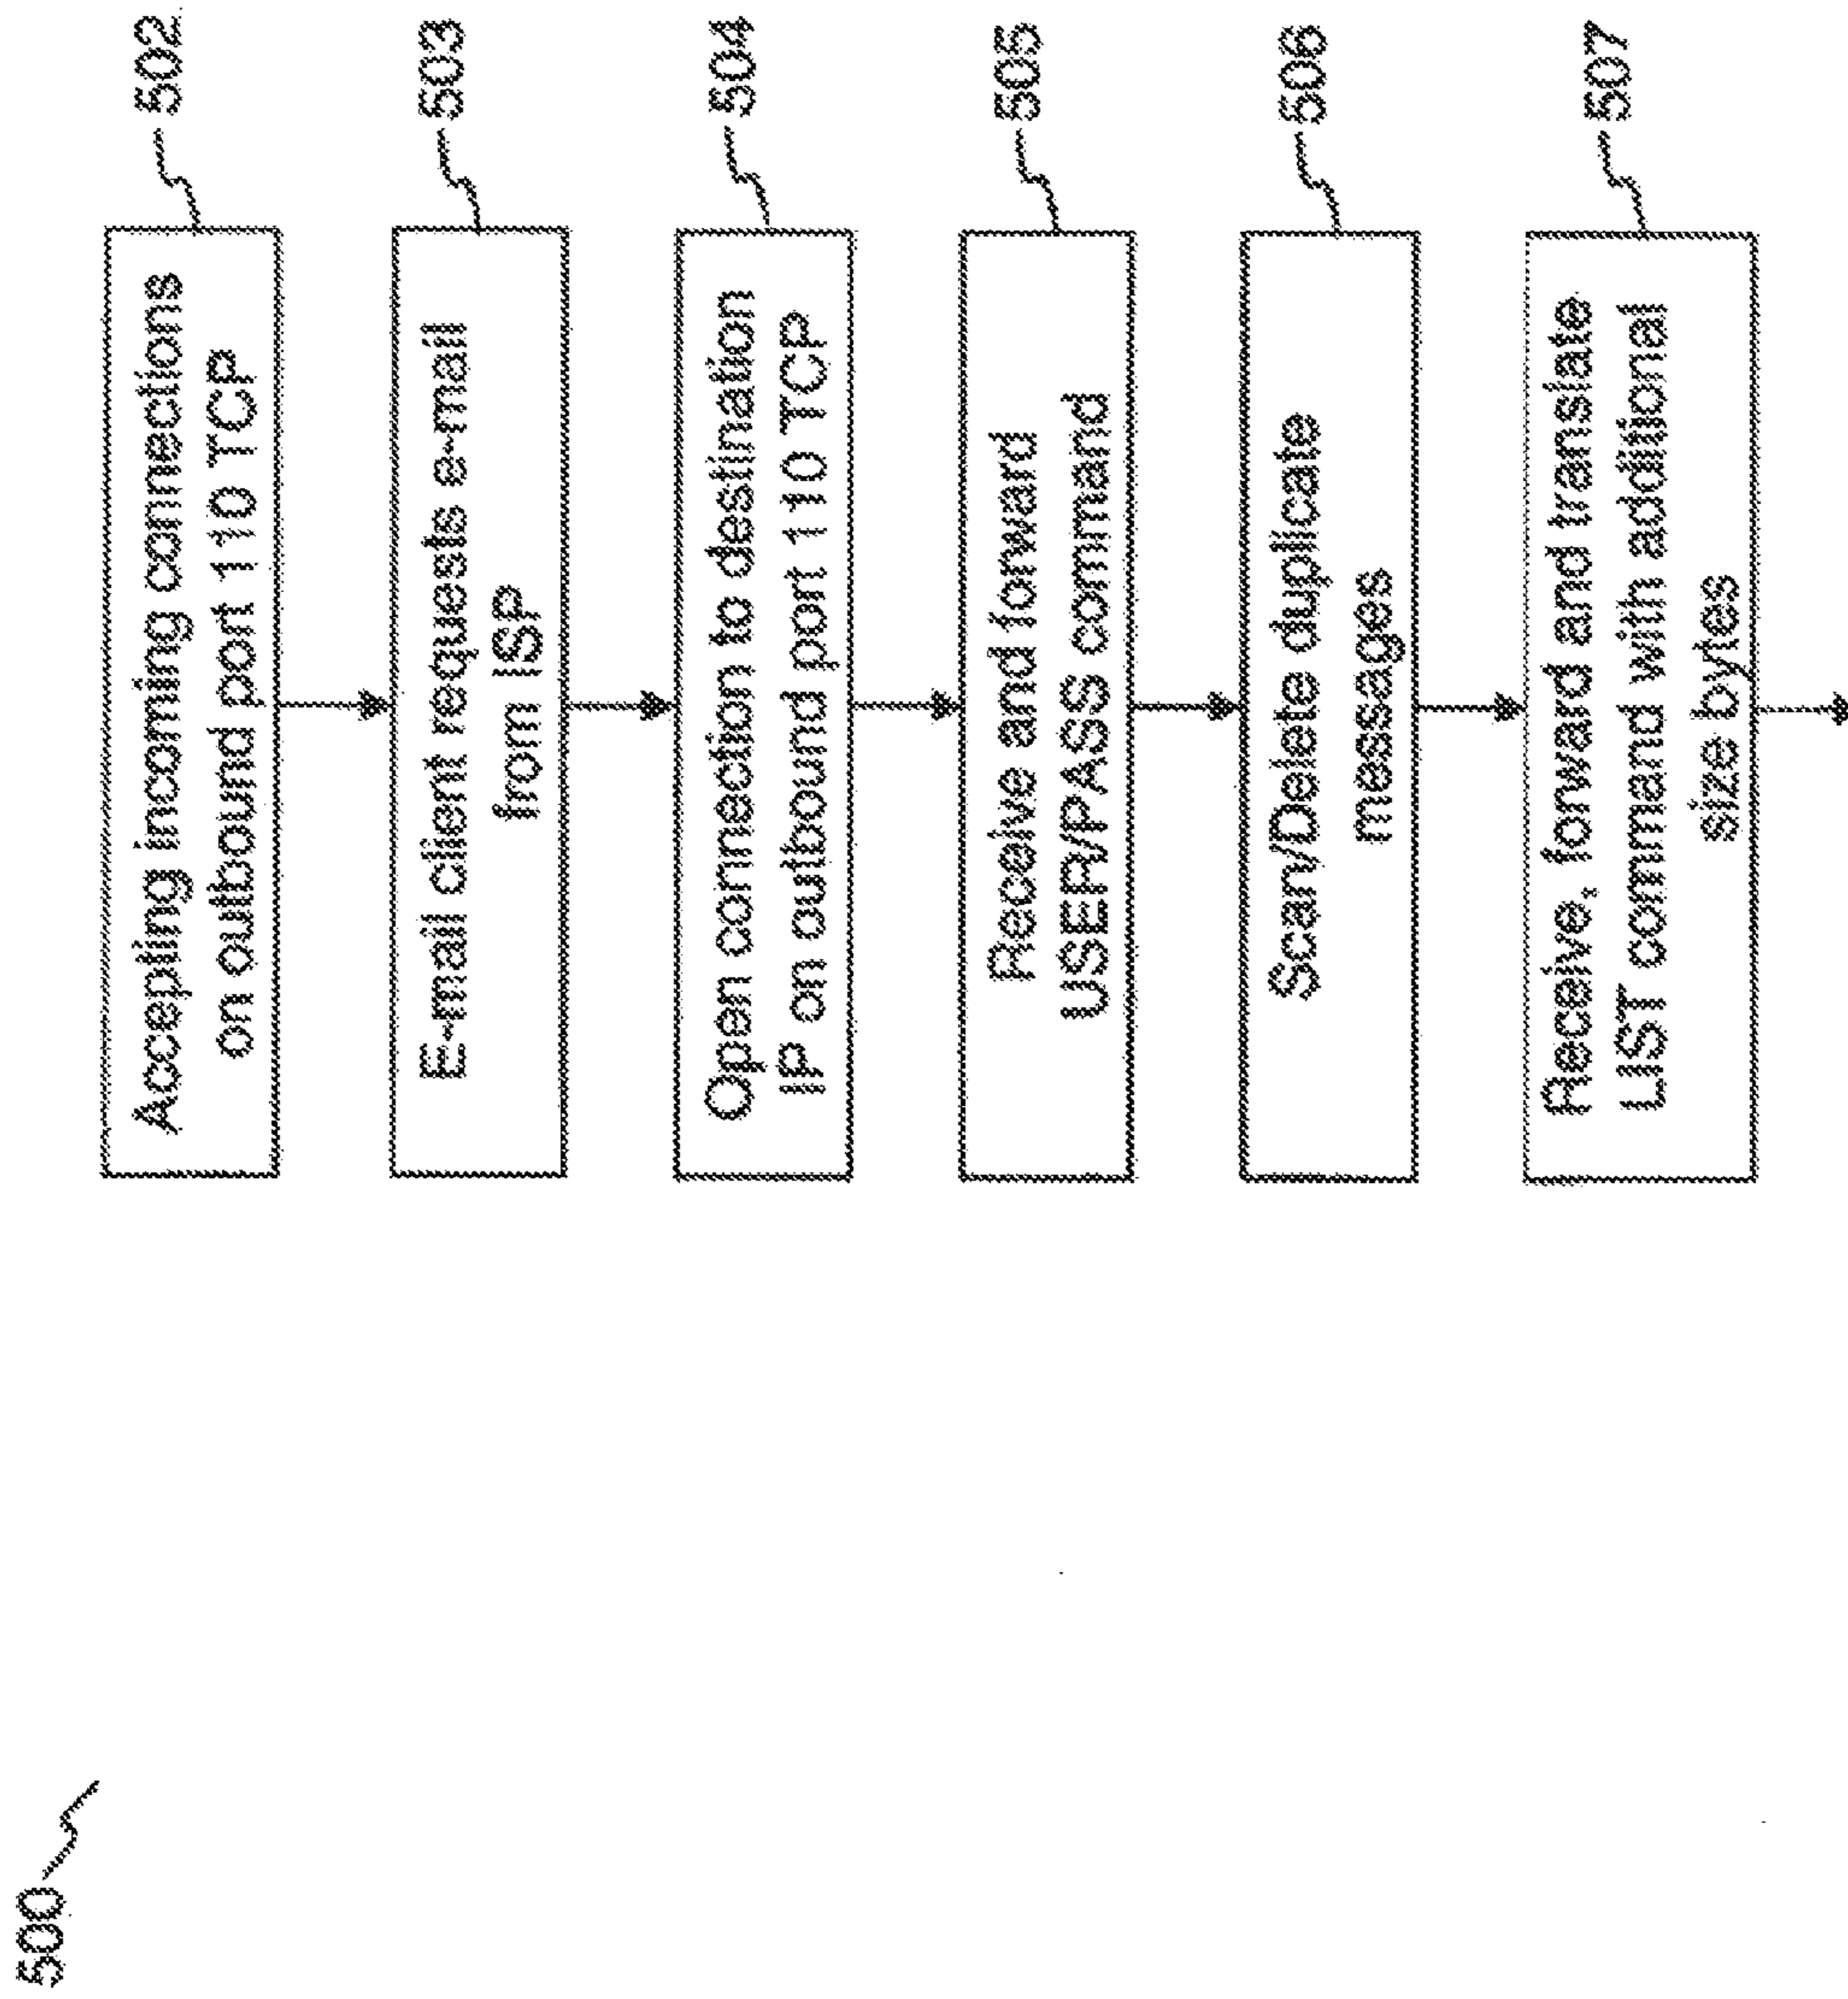 500
Accepting incoming connections
on outbound port 110 TCP
502
E-mail client requests e-mail
from ISP
503
Open connection to destination
IP on outbound port 110 TCP
504
Receive and forward
USER/PASS command
505
Scan/Delete duplicate
messages
506
Receive, forward and translate
LIST command with additional
size bytes
507